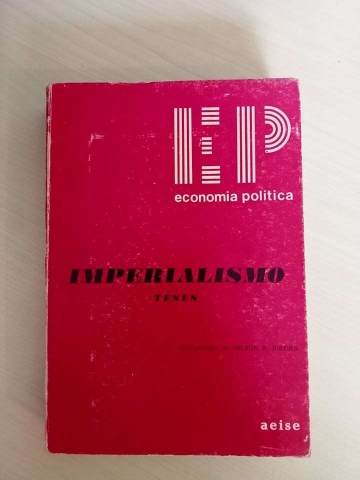 EP
economia politica
IMPERIALISMO
TESES
aeise